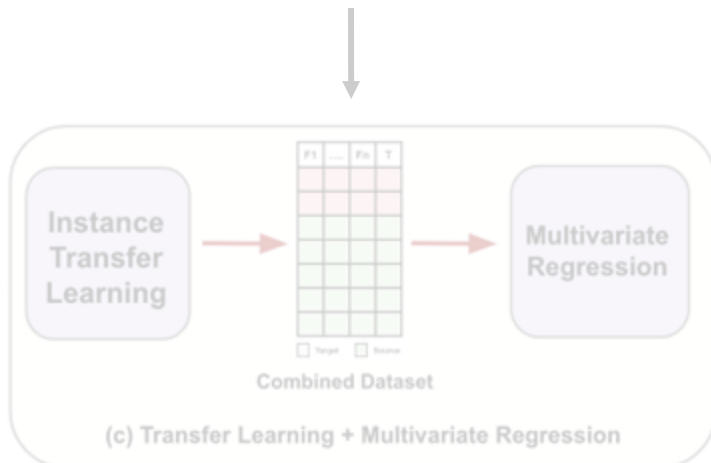 F1 .... Fn T
Instance
Transfer
Learning
Multivariate
Regression
Target Source
Combined Dataset
(c) Transfer Learning + Multivariate Regression